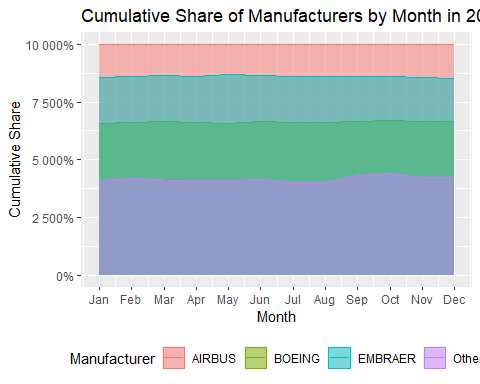 Cumulative Share of Manufacturers by Month in 20
10 000%
7 500%
5 000%
2 500%
0%
Cumulative Share
Jan Feb Mar Apr May Jun Jul Aug Sep Oct Nov Dec
Month
Manufacturer AIRBUS BOEING EMBRAER Othe